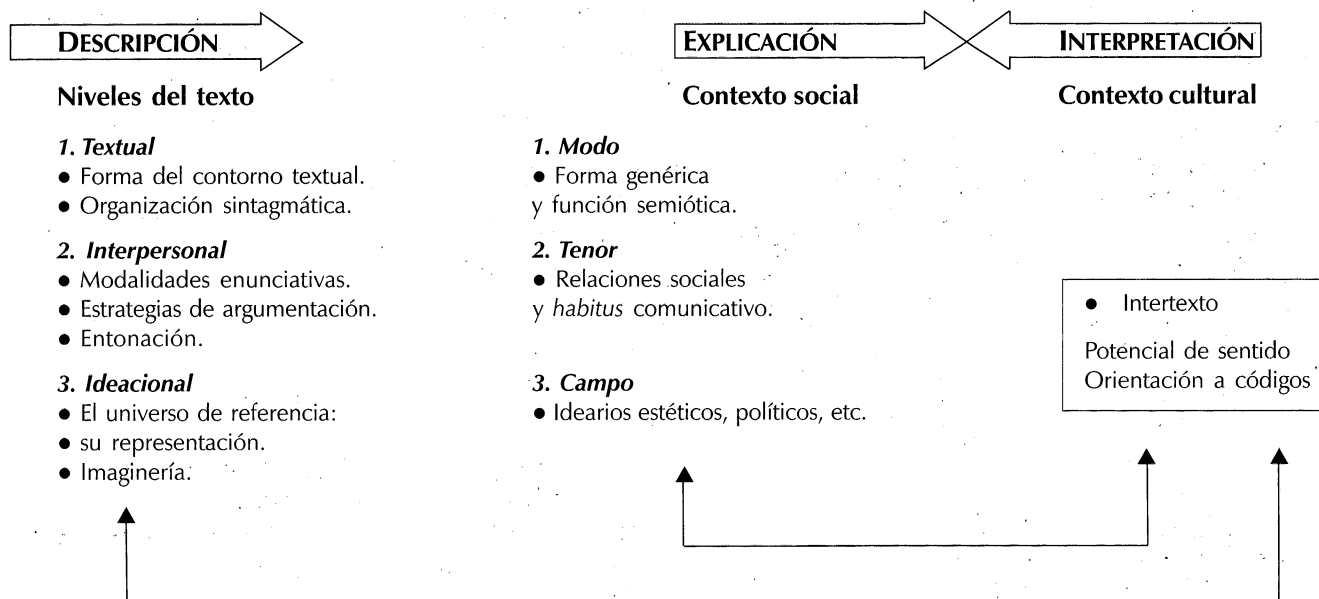 DESCRIPCIÓN
Niveles del texto
1. Textual
● Forma del contorno textual.
● Organización sintagmática.
2. Interpersonal
● Modalidades enunciativas.
● Estrategias de argumentación.
● Entonación.
3. Ideacional
● El universo de referencia:
● su representación.
● Imaginería.
EXPLICACIÓN
Contexto social
1. Modo
● Forma genérica
y función semiótica.
2. Tenor
● Relaciones sociales
y habitus comunicativo.
3. Campo
● Idearios estéticos, políticos, etc.
INTERPRETACIÓN
Contexto cultural
● Intertexto
Potencial de sentido
Orientación a códigos